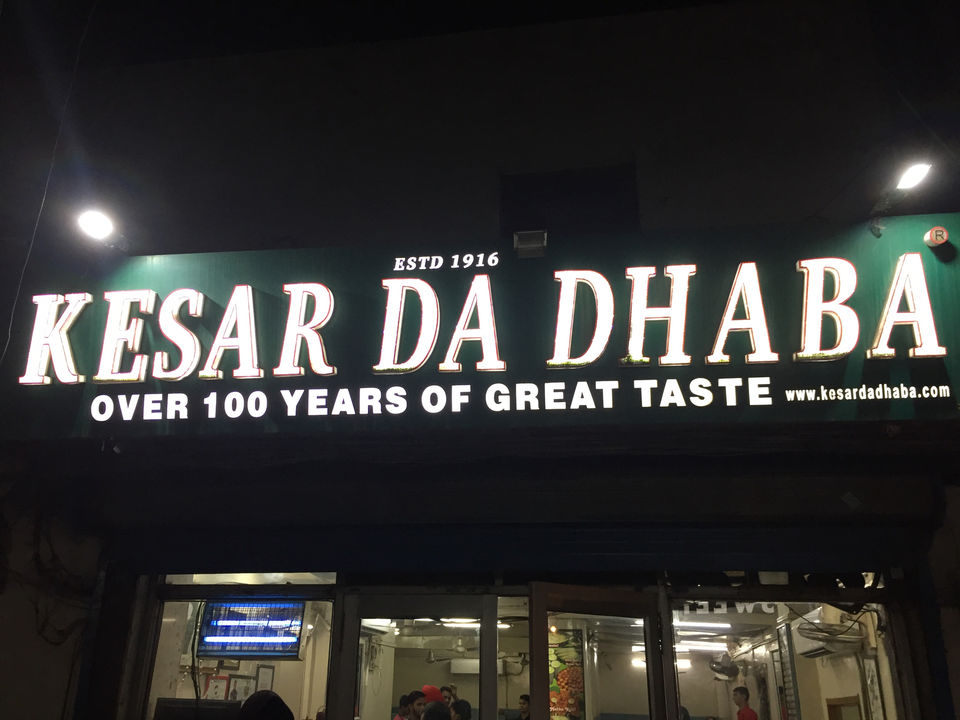 ESTD 1916
KESAR DA DHABA
®
OVER 100 YEARS OF GREAT TASTE
www.kesardadhaba.com